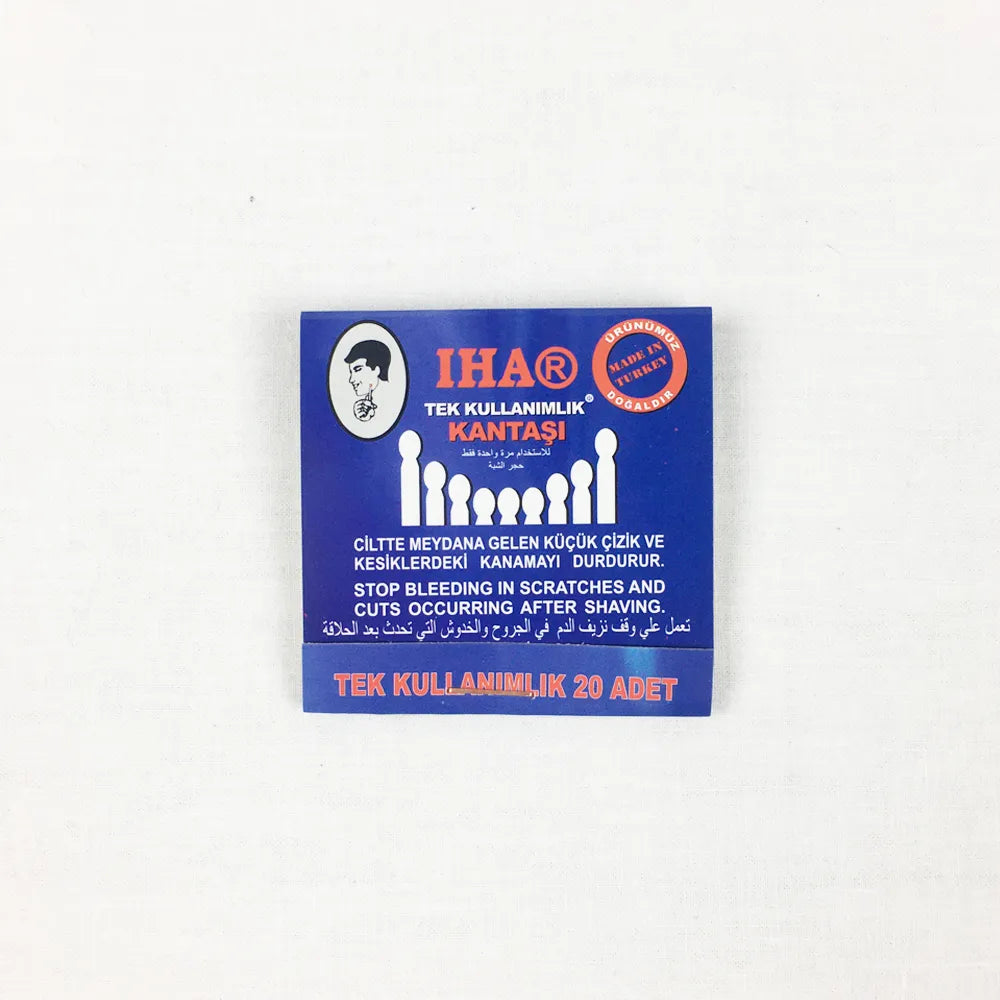 IHA®
ÜRÜNÜMÜZ
MADE IN
TURKEY
DOĞALDIR
TEK KULLANIMLIK®
KANTAŞI
للاستخدام مرة واحدة فقط
حجر الشبة
CİLTTE MEYDANA GELEN KÜÇÜK ÇİZİK VE
KESİKLERDEKİ KANAMAYI DURDURUR.
STOP BLEEDING IN SCRATCHES AND
CUTS OCCURRING AFTER SHAVING.
تعمل علي وقف نزيف الدم في الجروح والخدوش التي تحدث بعد الحلاقة
TEK KULLANIMLIK 20 ADET